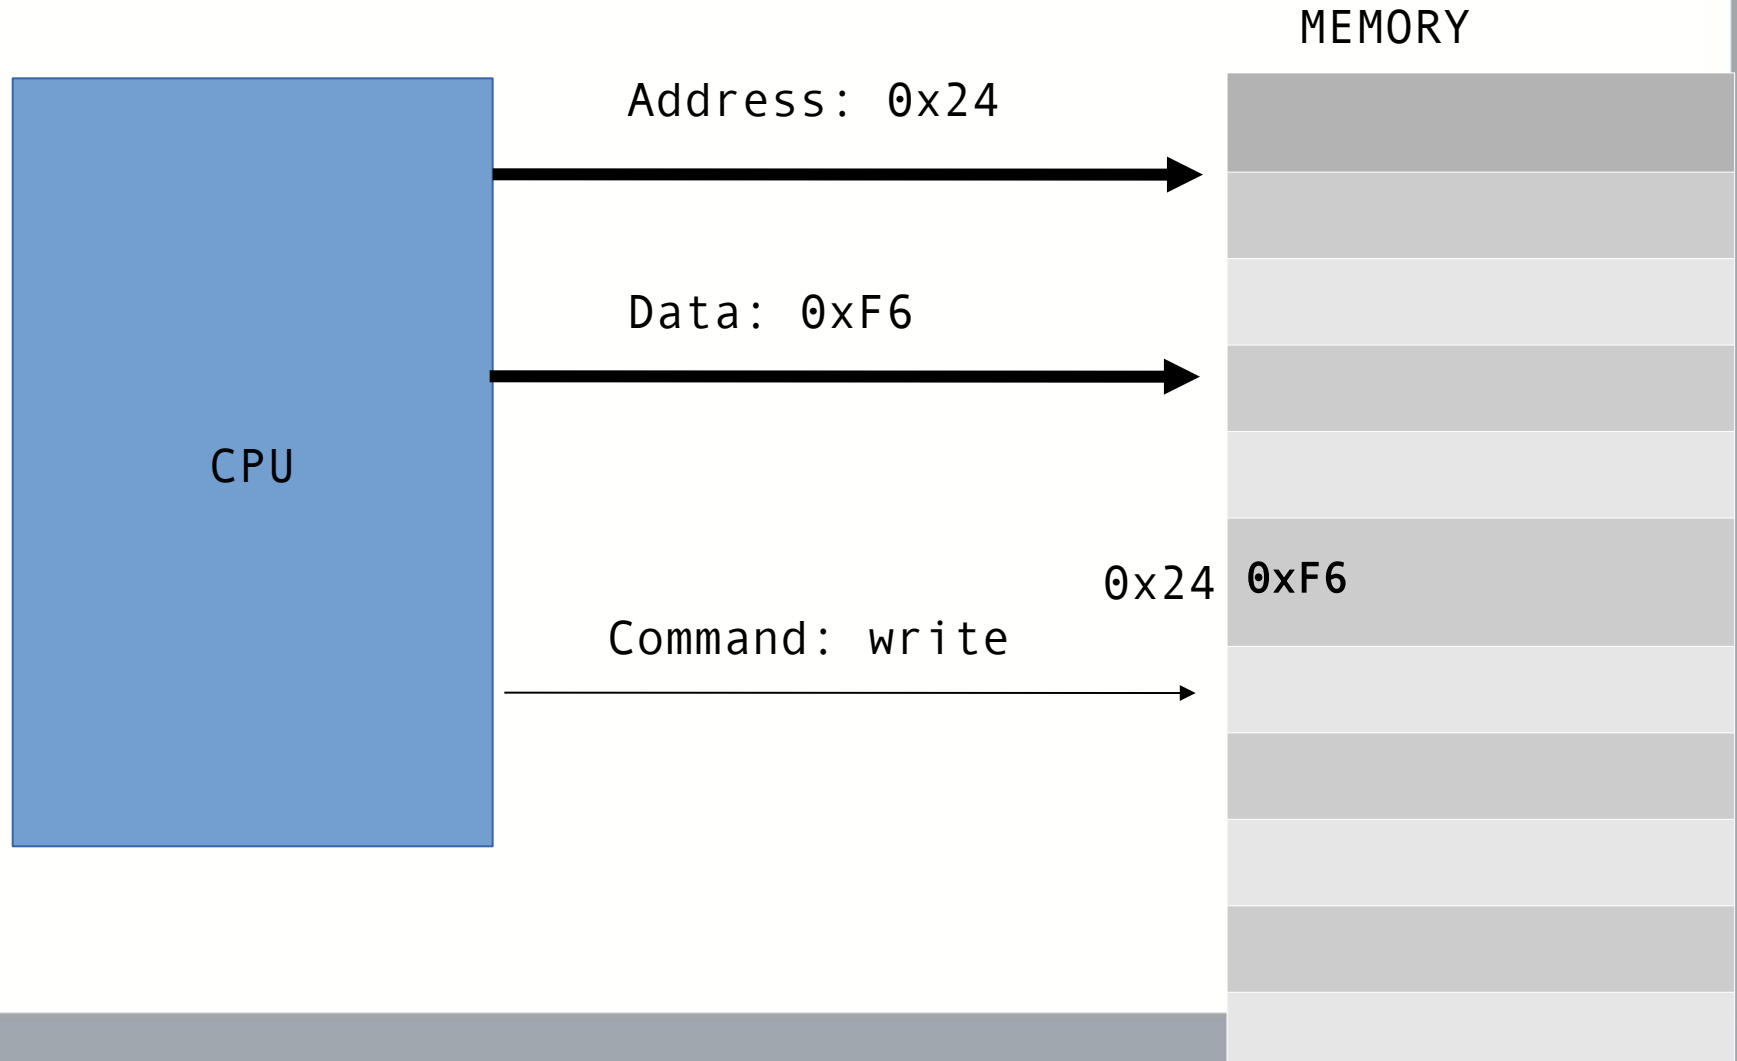 MEMORY
Address: 0x24
Data: 0xF6
CPU
0x24 0xF6
Command: write